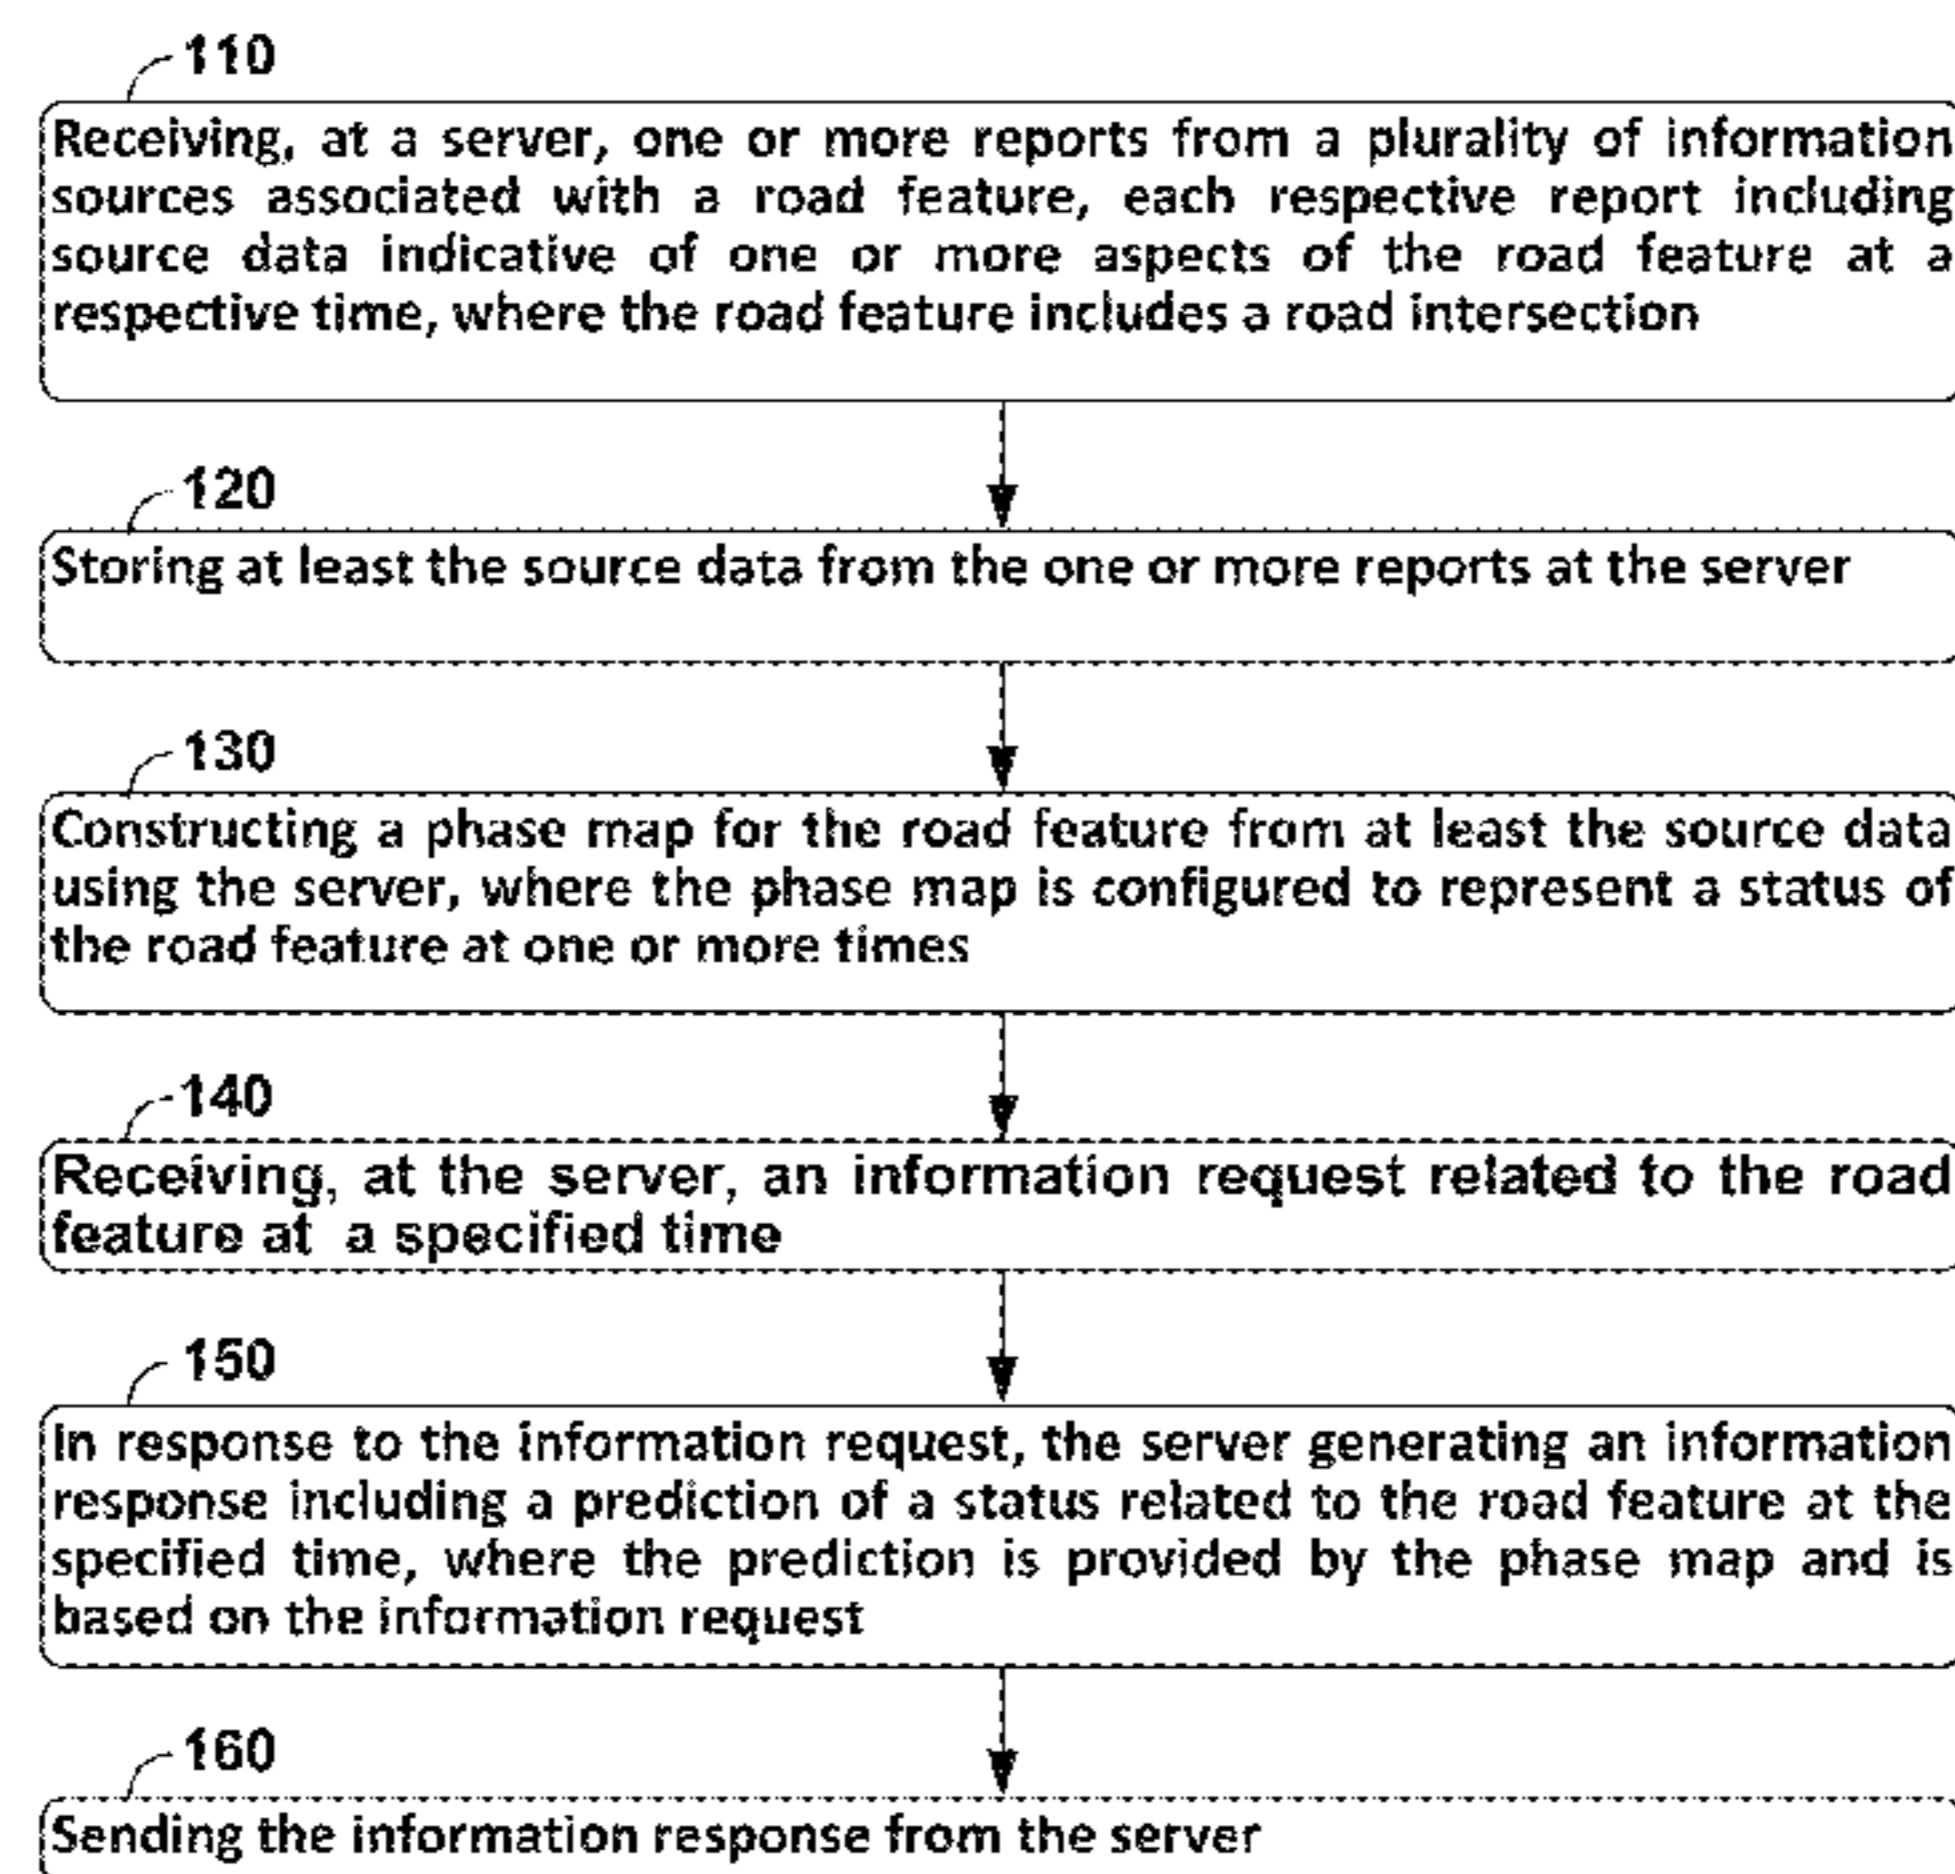 110
Receiving, at a server, one or more reports from a plurality of information
sources associated with a road feature, each respective report including
source data indicative of one or more aspects of the road feature at a
respective time, where the road feature includes a road intersection
120
Storing at least the source data from the one or more reports at the server
130
Constructing a phase map for the road feature from at least the source data
using the server, where the phase map is configured to represent a status of
the road feature at one or more times
140
Receiving, at the server, an information request related to the road
feature at a specified time
150
In response to the information request, the server generating an information
response including a prediction of a status related to the road feature at the
specified time, where the prediction is provided by the phase map and is
based on the information request
160
Sending the information response from the server